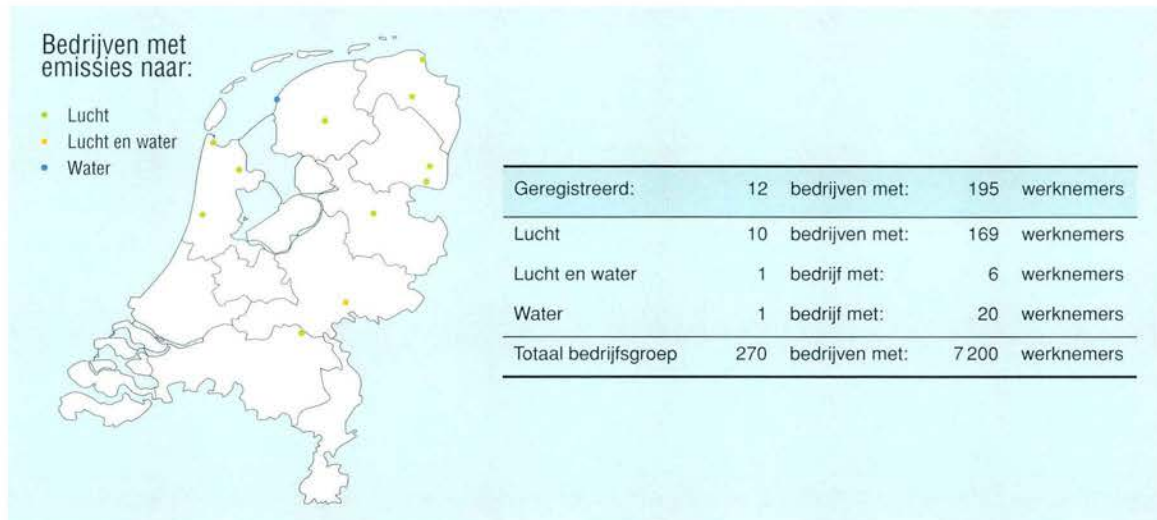 Bedrijven met
emissies naar:
Lucht
Lucht en water
Water
Geregistreerd: 12 bedrijven met: 195 werknemers
Lucht 10 bedrijven met: 169 werknemers
Lucht en water 1 bedrijf met: 6 werknemers
Water 1 bedrijf met: 20 werknemers
Totaal bedrijfsgroep 270 bedrijven met: 7 200 werknemers